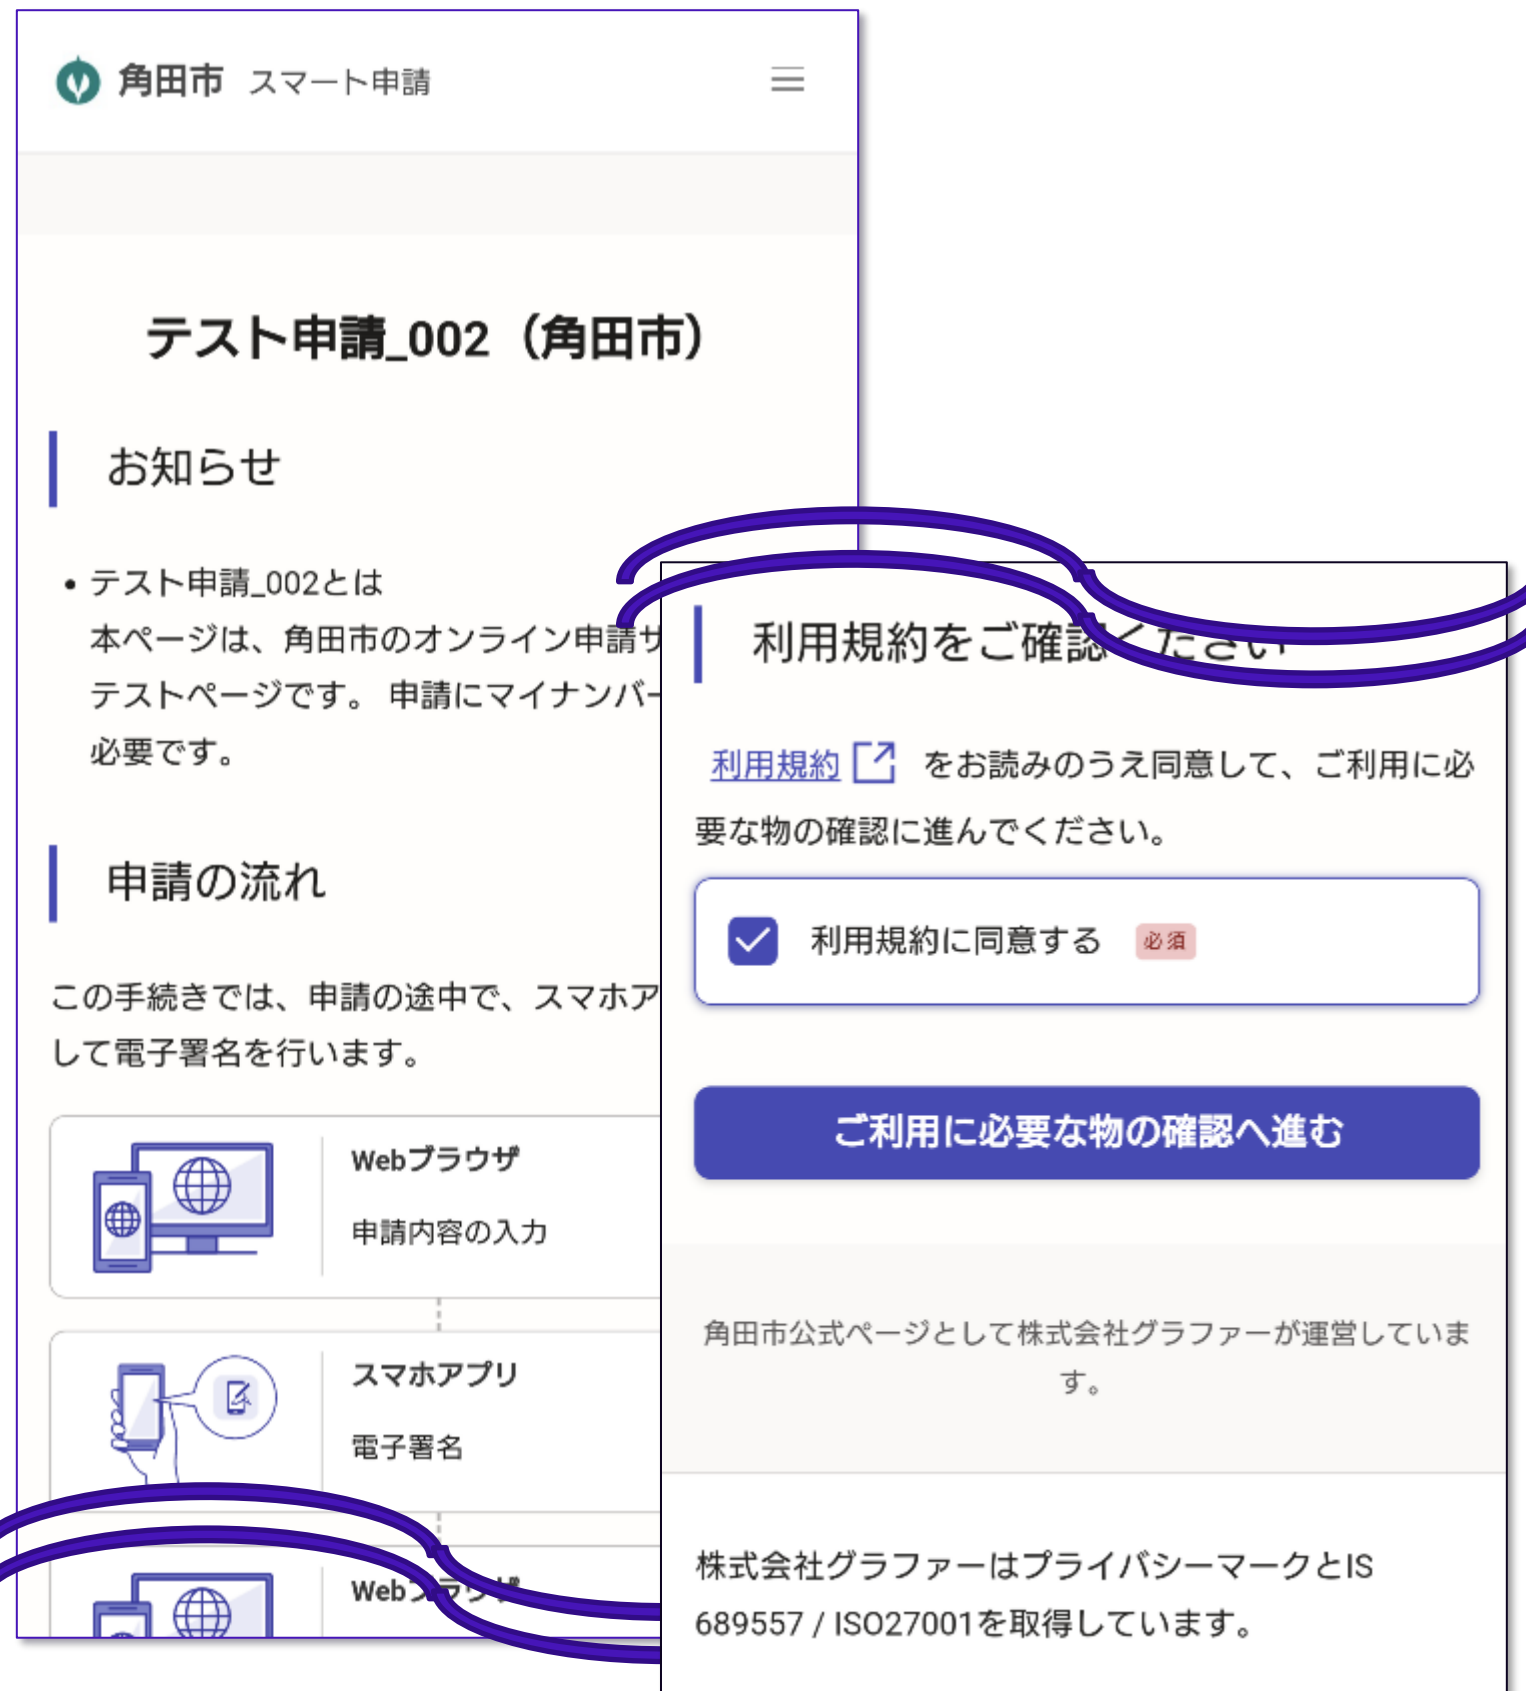 角田市 スマート申請
テスト申請_002（角田市）
お知らせ
• テスト申請_002とは
本ページは、角田市のオンライン申請サ
テストページです。 申請にマイナンバー
必要です。
申請の流れ
この手続きでは、申請の途中で、スマホア
して電子署名を行います。
Webブラウザ
申請内容の入力
スマホアプリ
電子署名
Webブラウザ
利用規約をご確認ください
利用規約 をお読みのうえ同意して、ご利用に必
要な物の確認に進んでください。
利用規約に同意する 必須
ご利用に必要な物の確認へ進む
角田市公式ページとして株式会社グラファーが運営していま
す。
株式会社グラファーはプライバシーマークとIS
689557 / ISO27001を取得しています。